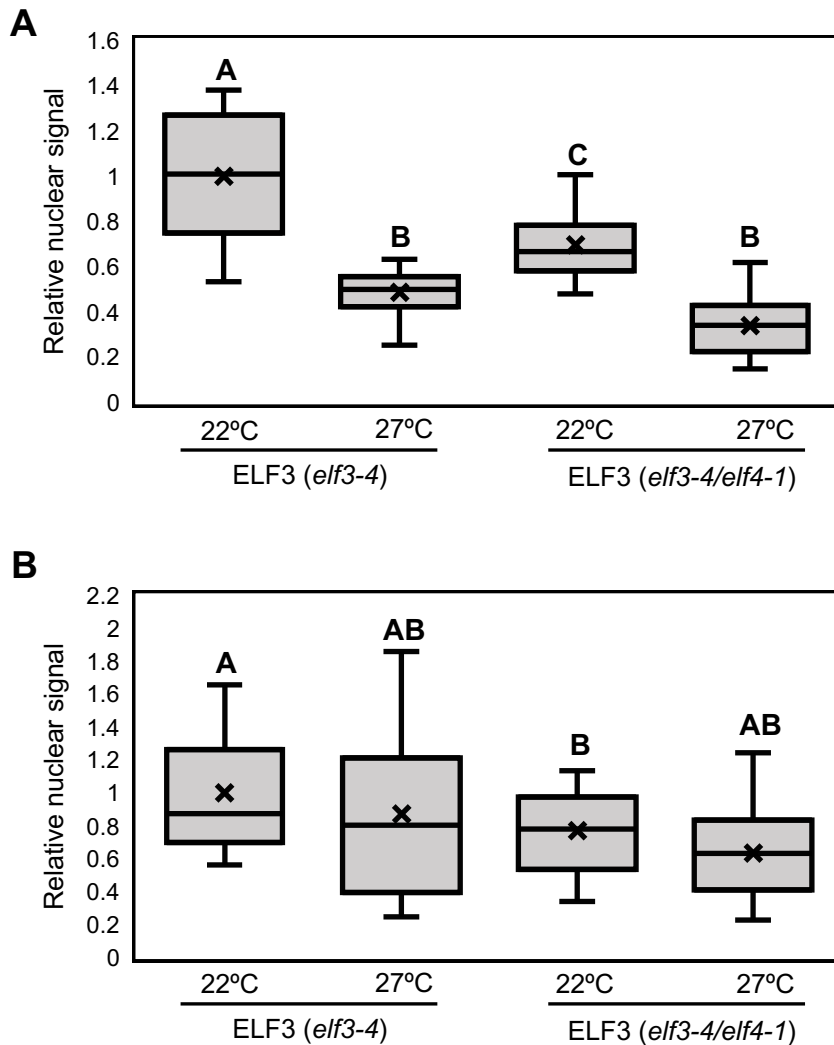 A
Relative nuclear signal
1.6
1.4
1.2
1
0.8
0.6
0.4
0.2
0
A
B
C
B
22ºC 27ºC 22ºC 27ºC
ELF3 (elf3-4) ELF3 (elf3-4/elf4-1)
B
Relative nuclear signal
2.2
2
1.8
1.6
1.4
1.2
1
0.8
0.6
0.4
0.2
0
A
AB
B
AB
22ºC 27ºC 22ºC 27ºC
ELF3 (elf3-4) ELF3 (elf3-4/elf4-1)